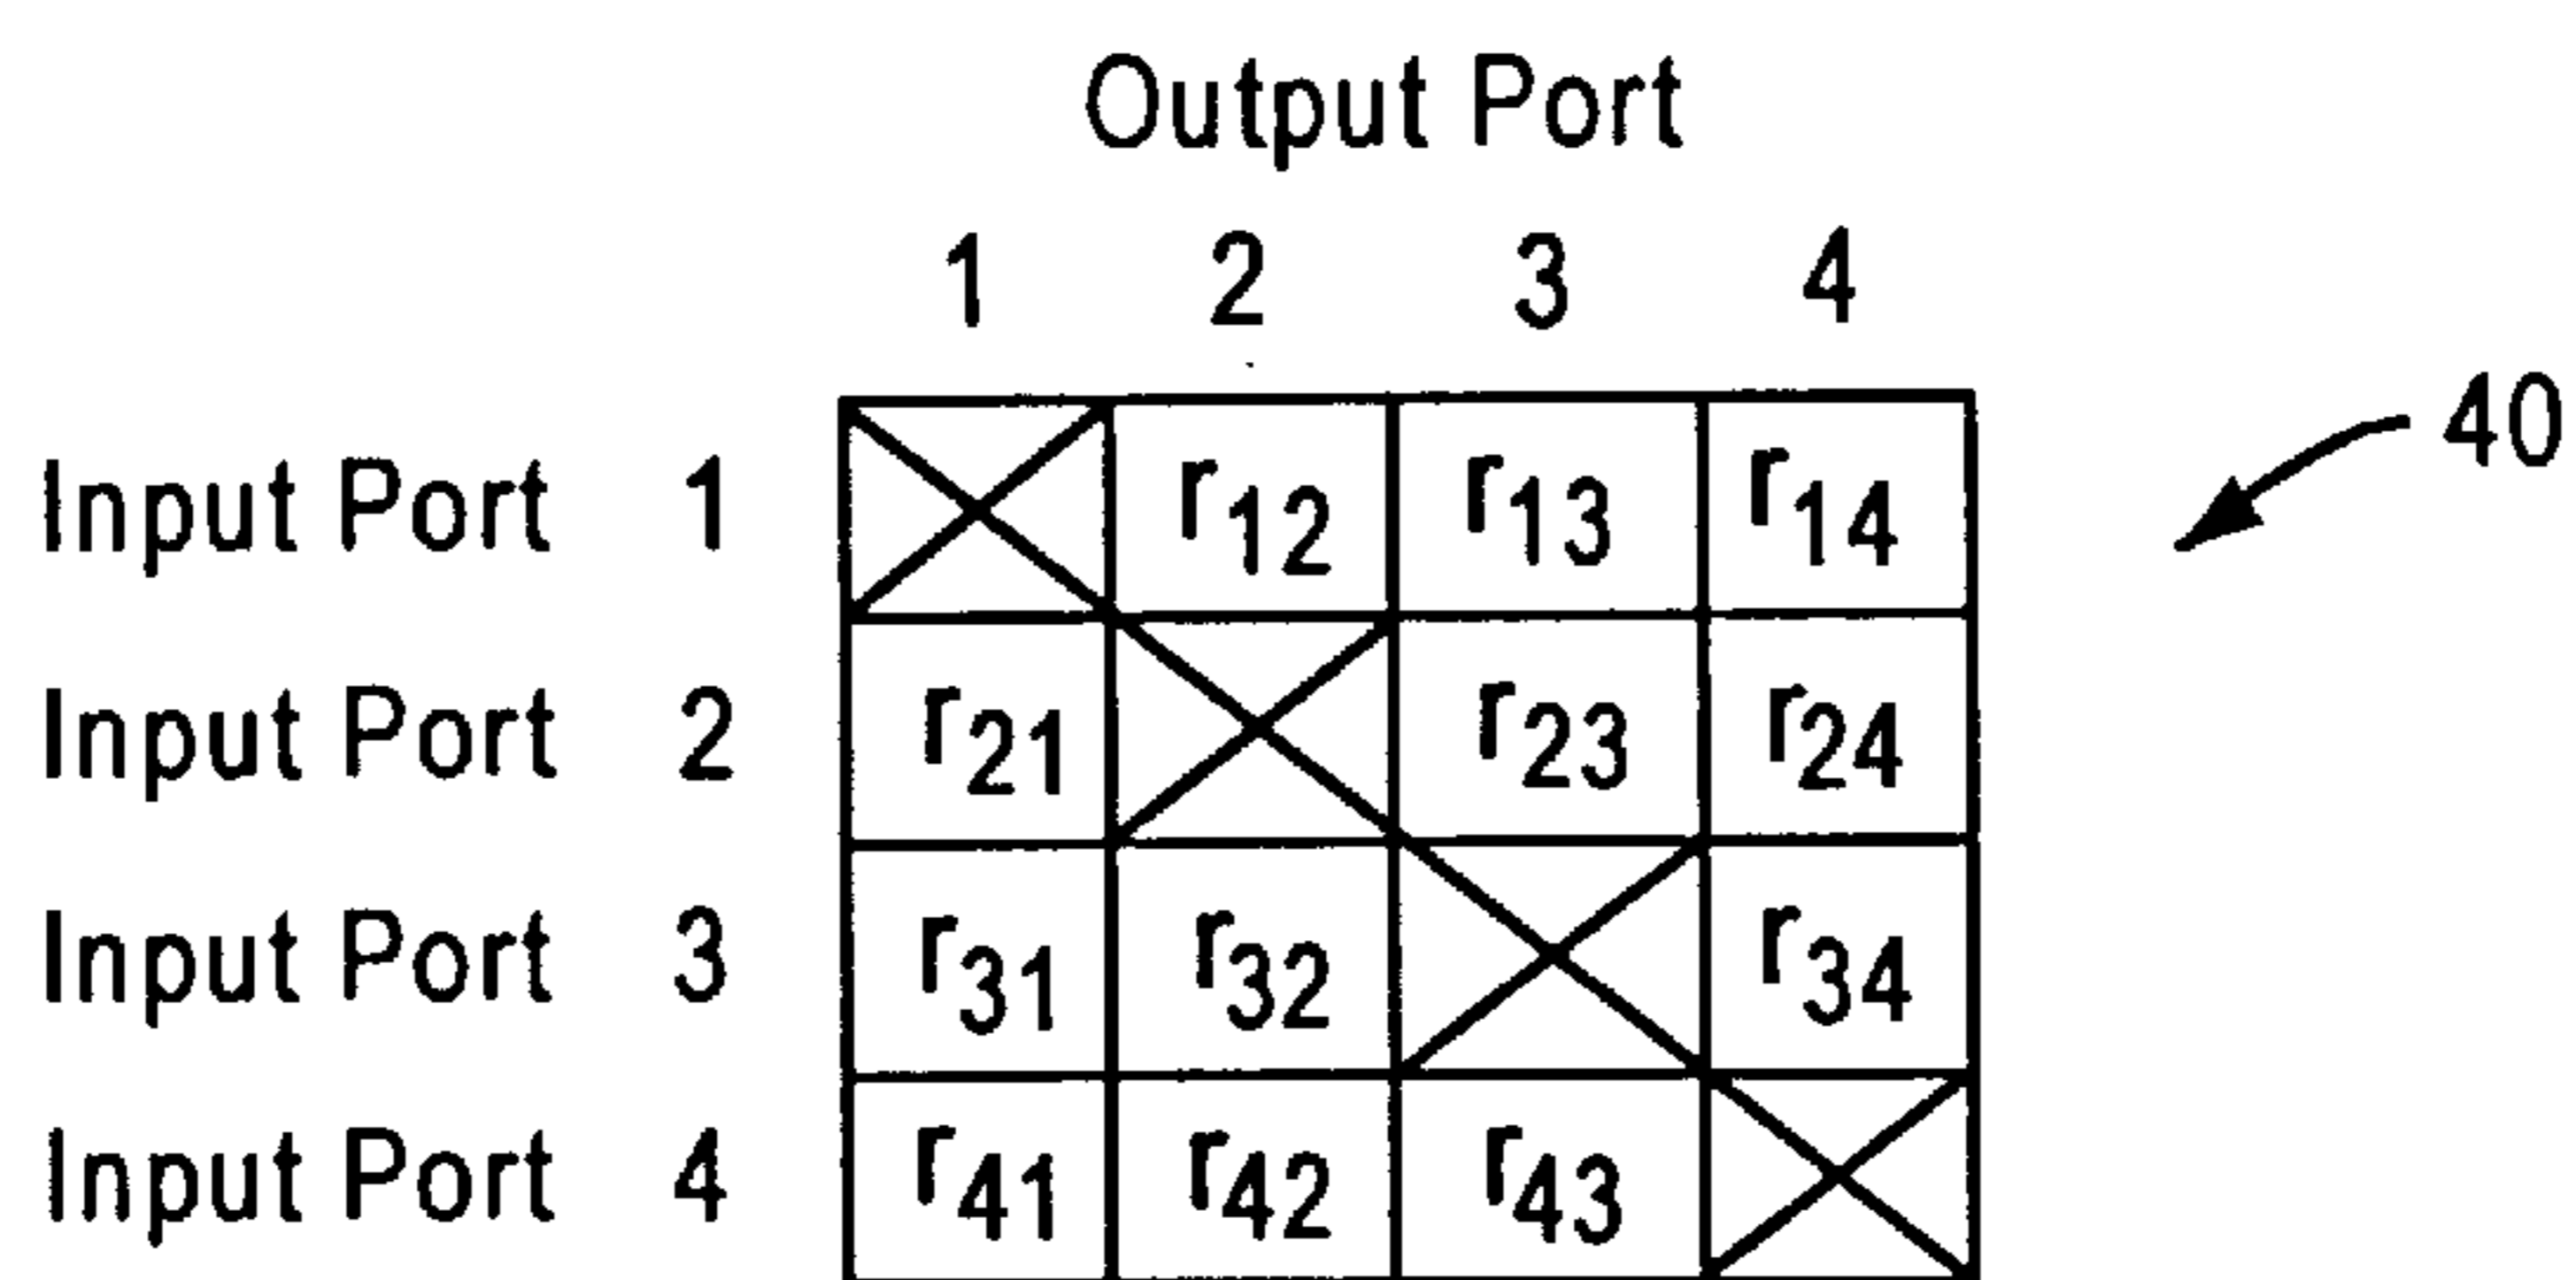 Output Port
1 2 3 4
40
Input Port 1 r12 r13 r14
Input Port 2 r21 r23 r24
Input Port 3 r31 r32 r34
Input Port 4 r41 r42 r43